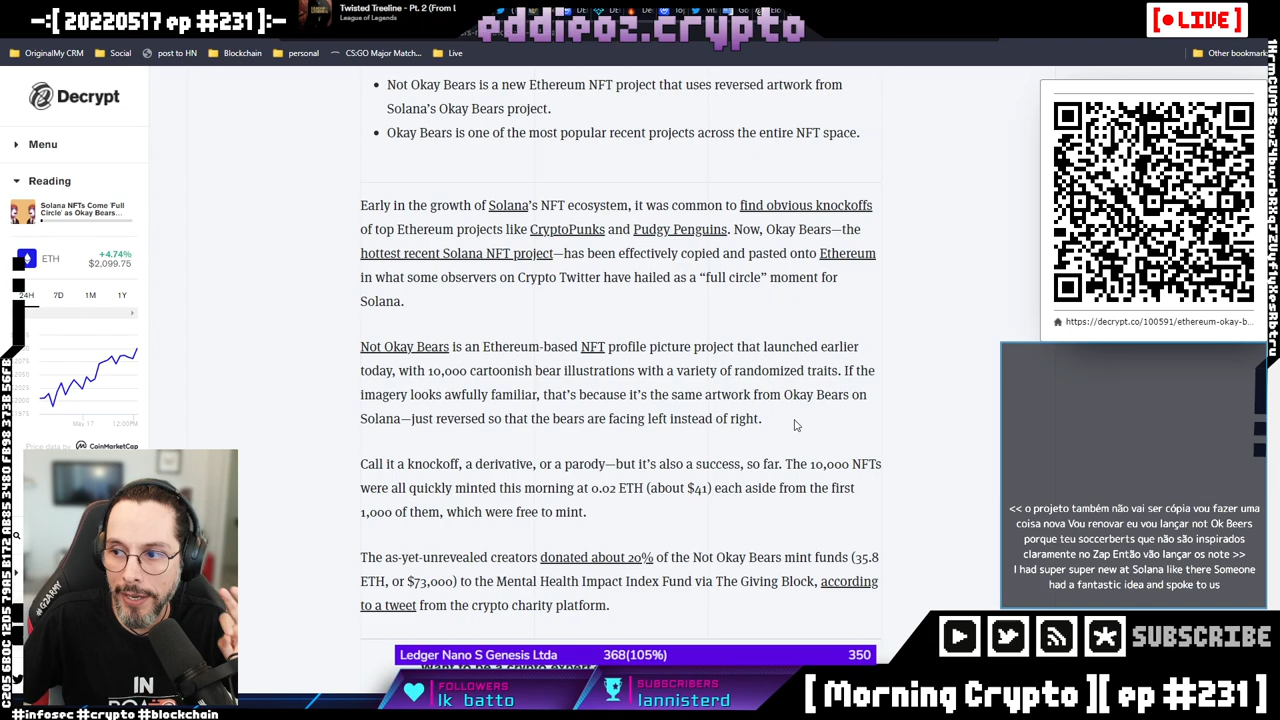 –:[ 20220517 ep #231 ]:–
Twisted Treeline - Pt. 2 (From L
League of Legends
eddieoz.crypto
[ LIVE ]
OriginalMy CRM
Social
post to HN
Blockchain
personal
CS:GO Major Match...
Live
Other bookmark
Decrypt
Menu
Reading
Solana NFTs Come 'Full
Circle' as Okay Bears...
ETH
+4.74%
$2,099.75
24H 7D 1M 1Y
2075
2025
2000
1975
May 17 12:00PM
Price data by CoinMarketCap
• Not Okay Bears is a new Ethereum NFT project that uses reversed artwork from
Solana’s Okay Bears project.
• Okay Bears is one of the most popular recent projects across the entire NFT space.
Early in the growth of Solana’s NFT ecosystem, it was common to find obvious knockoffs
of top Ethereum projects like CryptoPunks and Pudgy Penguins. Now, Okay Bears—the
hottest recent Solana NFT project—has been effectively copied and pasted onto Ethereum
in what some observers on Crypto Twitter have hailed as a “full circle” moment for
Solana.
Not Okay Bears is an Ethereum-based NFT profile picture project that launched earlier
today, with 10,000 cartoonish bear illustrations with a variety of randomized traits. If the
imagery looks awfully familiar, that’s because it’s the same artwork from Okay Bears on
Solana—just reversed so that the bears are facing left instead of right.
Call it a knockoff, a derivative, or a parody—but it’s also a success, so far. The 10,000 NFTs
were all quickly minted this morning at 0.02 ETH (about $41) each aside from the first
1,000 of them, which were free to mint.
The as-yet-unrevealed creators donated about 20% of the Not Okay Bears mint funds (35.8
ETH, or $73,000) to the Mental Health Impact Index Fund via The Giving Block, according
to a tweet from the crypto charity platform.
https://decrypt.co/100591/ethereum-okay-b...
<< o projeto também não vai ser cópia vou fazer uma
coisa nova Vou renovar eu vou lançar not Ok Beers
porque teu soccerberts que não são inspirados
claramente no Zap Então vão lançar os note >>
I had super super new at Solana like there Someone
had a fantastic idea and spoke to us
SUBSCRIBE
Ledger Nano S Genesis Ltda 368(105%) 350
FOLLOWERS
lk batto
SUBSCRIBERS
lannisterd
[ Morning Crypto ][ ep #231 ]
#infosec #crypto #blockchain
IN